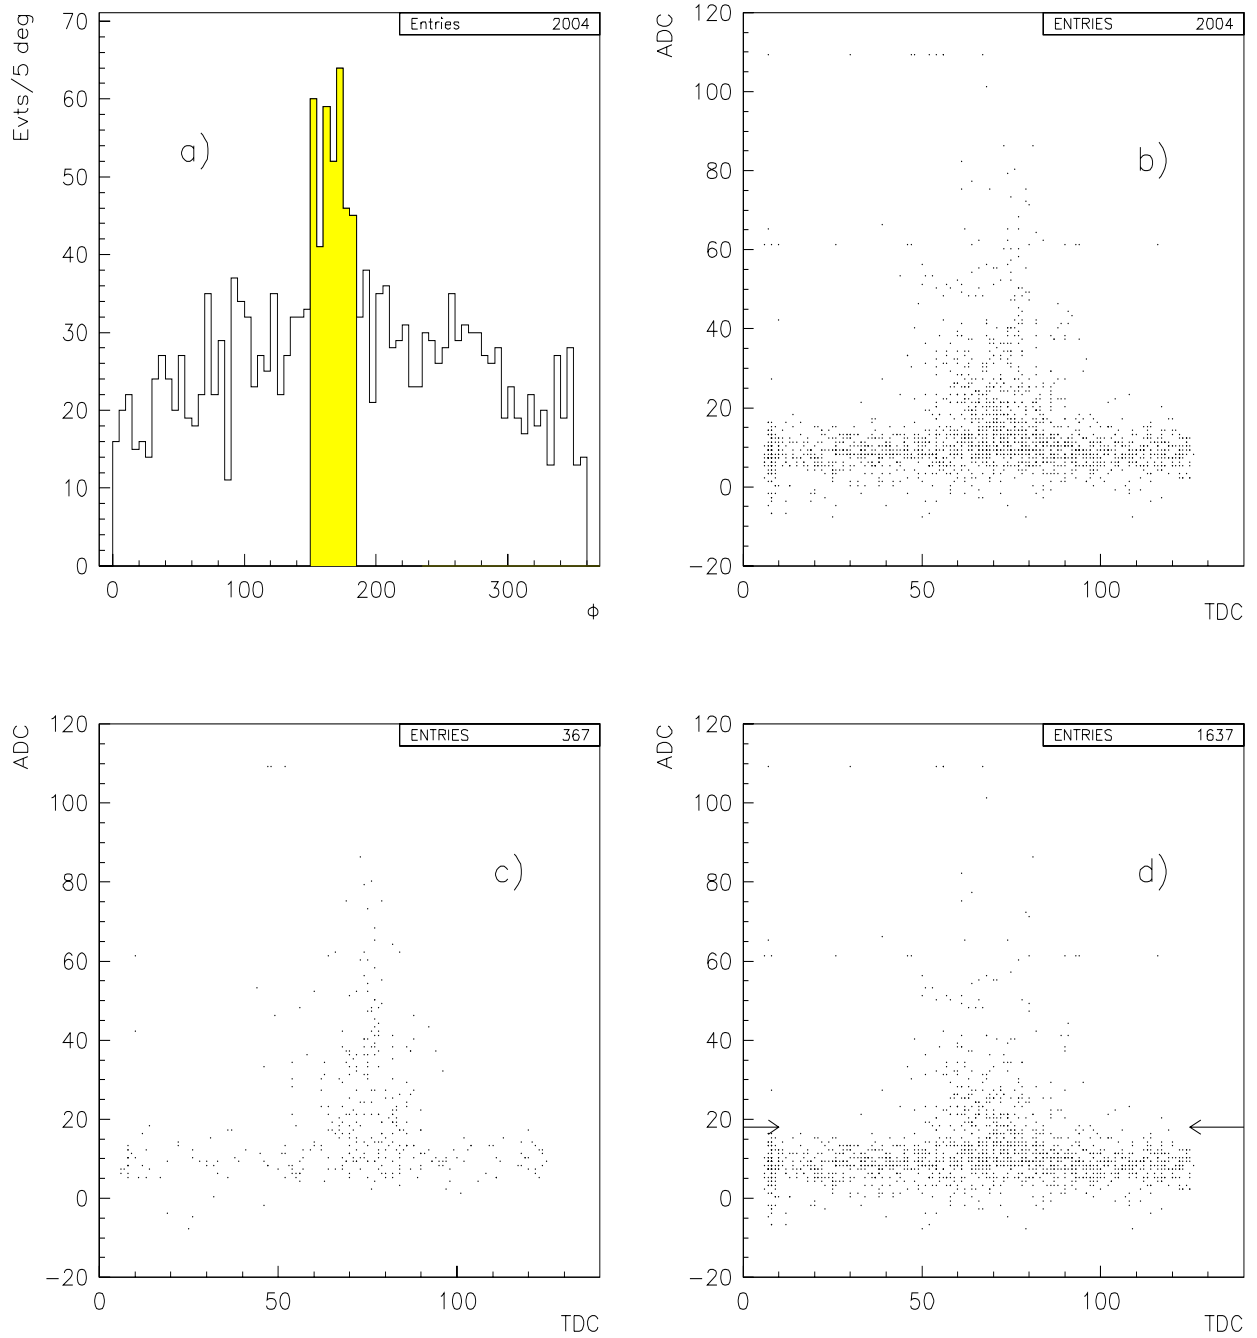 Evts/5 deg
70
60
50
40
30
20
10
0
Entries 2004
a)
0 100 200 300
ϕ
ADC
120
100
80
60
40
20
0
−20
ENTRIES 2004
b)
0 50 100
TDC
ADC
120
100
80
60
40
20
0
−20
ENTRIES 367
c)
0 50 100
TDC
ADC
120
100
80
60
40
20
0
−20
ENTRIES 1637
d)
0 50 100
TDC